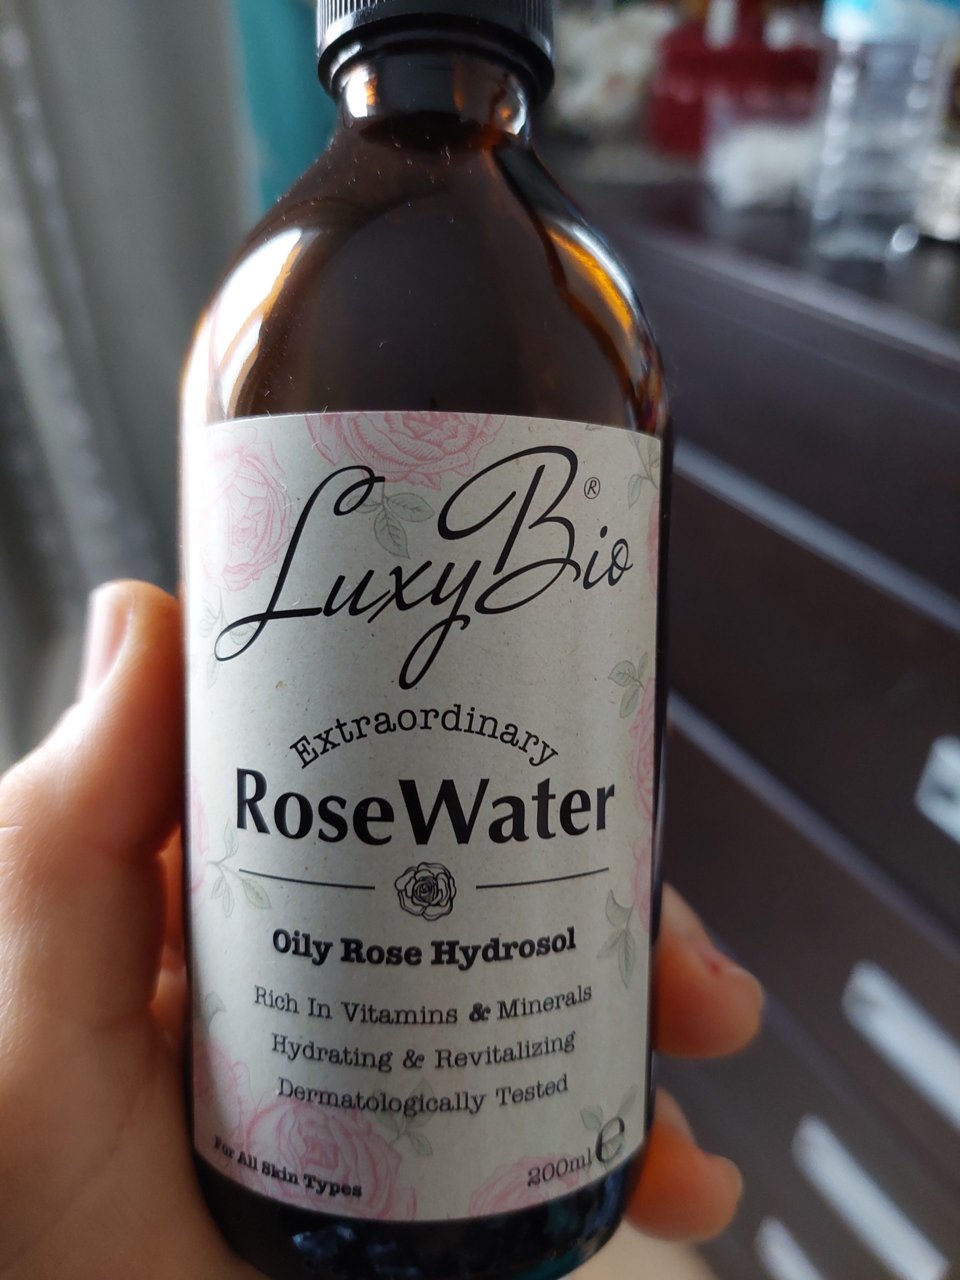 LuxyBio®
Extraordinary
RoseWater
Oily Rose Hydrosol
Rich In Vitamins & Minerals
Hydrating & Revitalizing
Dermatologically Tested
For All Skin Types
200ml℮